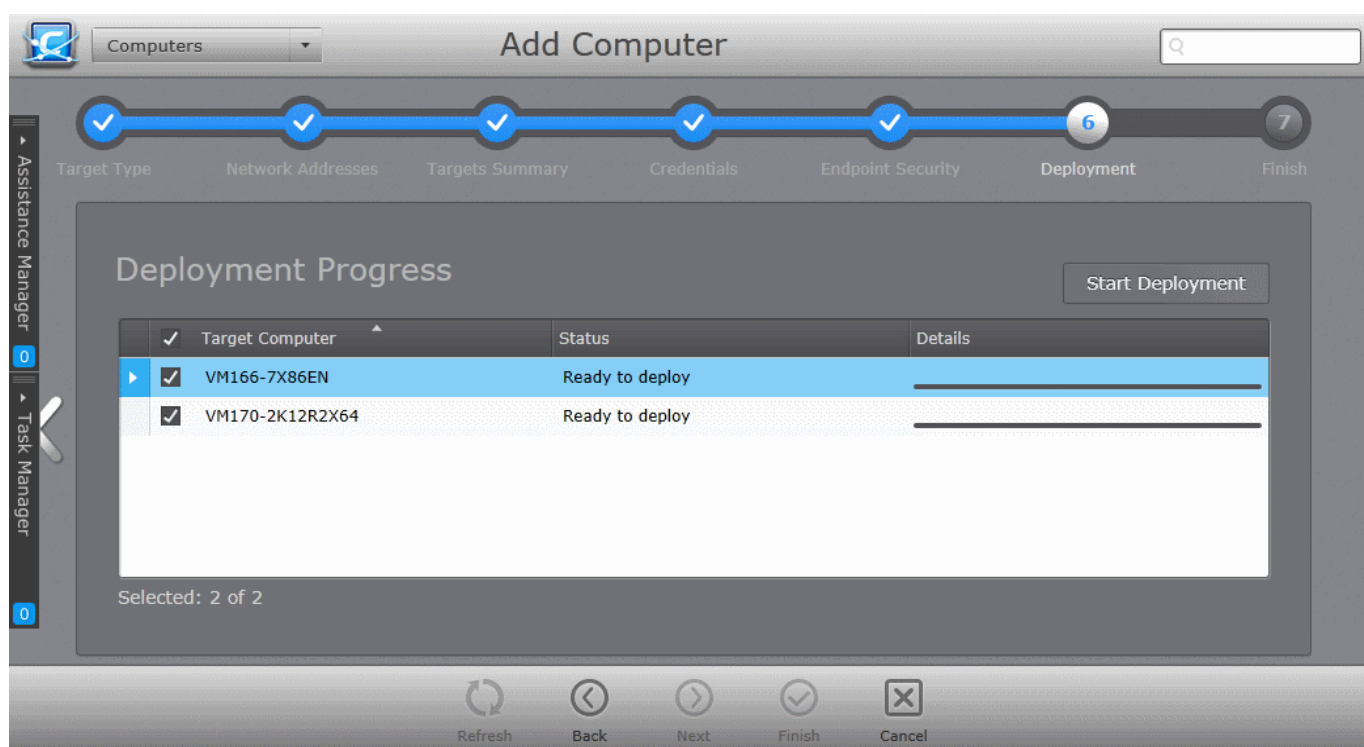 Computers
Add Computer
6
7
Target Type
Network Addresses
Targets Summary
Credentials
Endpoint Security
Deployment
Finish
Assistance Manager
0
Task Manager
0
Deployment Progress
Start Deployment
Target Computer Status Details
VM166-7X86EN Ready to deploy
VM170-2K12R2X64 Ready to deploy
Selected: 2 of 2
Refresh
Back
Next
Finish
Cancel